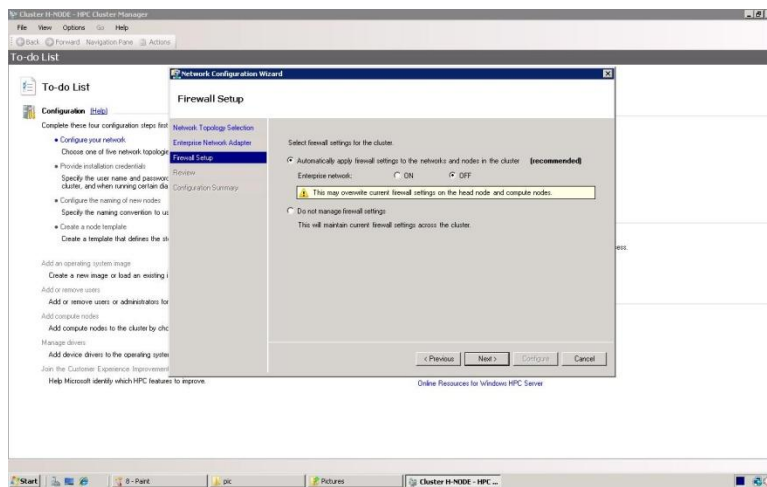 Cluster H-NODE - HPC Cluster Manager
File View Options Go Help
Back Forward Navigation Pane Actions
To-do List
To-do List
Configuration (Help)
Complete these four configuration steps first
Configure your network
Choose one of five network topologie
Provide installation credentials
Specify the user name and password
cluster, and when running certain dia
Configure the naming of new nodes
Specify the naming convention to us
Create a node template
Create a template that defines the ste
Add an operating system image
Create a new image or load an existing i
Add or remove users
Add or remove users or administrators for
Add compute nodes
Add compute nodes to the cluster by cho
Manage drivers
Add device drivers to the operating system
Join the Customer Experience Improvement
Help Microsoft identify which HPC features to improve.
Network Configuration Wizard
Firewall Setup
Network Topology Selection
Enterprise Network Adapter
Firewall Setup
Review
Configuration Summary
Select firewall settings for the cluster.
Automatically apply firewall settings to the networks and nodes in the cluster (recommended)
Enterprise network: ON OFF
This may overwrite current firewall settings on the head node and compute nodes.
Do not manage firewall settings
This will maintain current firewall settings across the cluster.
< Previous Next > Configure Cancel
ess.
Online Resources for Windows HPC Server
Start 8 - Paint pic Pictures Cluster H-NODE - HPC ...